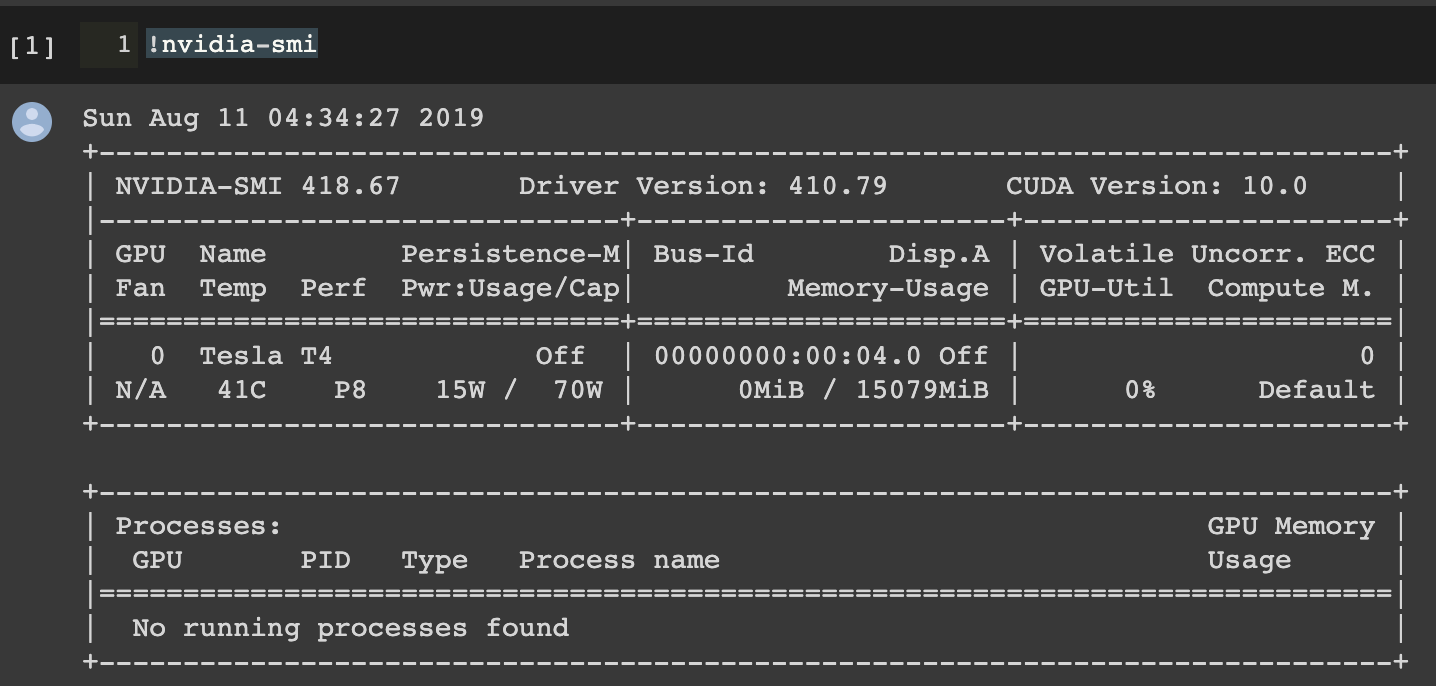 [1] 1 !nvidia-smi
Sun Aug 11 04:34:27 2019
+-----------------------------------------------------------------------------+
| NVIDIA-SMI 418.67       Driver Version: 410.79       CUDA Version: 10.0     |
|-------------------------------+----------------------+----------------------+
| GPU  Name        Persistence-M| Bus-Id        Disp.A | Volatile Uncorr. ECC |
| Fan  Temp  Perf  Pwr:Usage/Cap|         Memory-Usage | GPU-Util  Compute M. |
|===============================+======================+======================|
|   0  Tesla T4            Off  | 00000000:00:04.0 Off |                    0 |
| N/A   41C    P8    15W /  70W |      0MiB / 15079MiB |      0%      Default |
+-------------------------------+----------------------+----------------------+
+-----------------------------------------------------------------------------+
| Processes:                                                       GPU Memory |
|  GPU       PID   Type   Process name                             Usage      |
|=============================================================================|
|  No running processes found                                                 |
+-----------------------------------------------------------------------------+